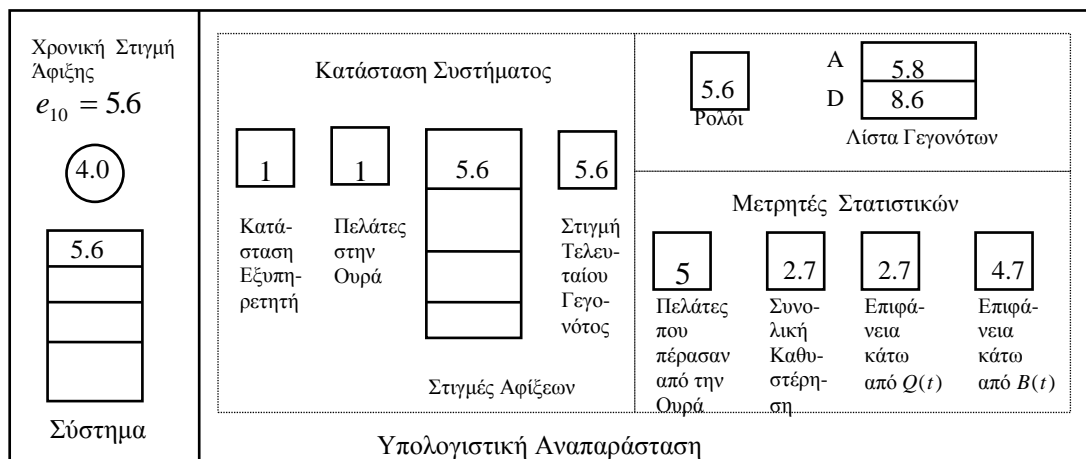 Χρονική Στιγμή
Άφιξης
e10 = 5.6
4.0
5.6
Σύστημα
Κατάσταση Συστήματος
1
1
5.6
5.6
Κατά-
σταση
Εξυπη-
ρετητή
Πελάτες
στην
Ουρά
Στιγμές Αφίξεων
Στιγμή
Τελευ-
ταίου
Γεγο-
νότος
5.6
Ρολόι
A
5.8
D
8.6
Λίστα Γεγονότων
Μετρητές Στατιστικών
5
2.7
2.7
4.7
Πελάτες
που
πέρασαν
από την
Ουρά
Συνο-
λική
Καθυ-
στέρη-
ση
Επιφά-
νεια
κάτω
από Q(t)
Επιφά-
νεια
κάτω
από B(t)
Υπολογιστική Αναπαράσταση